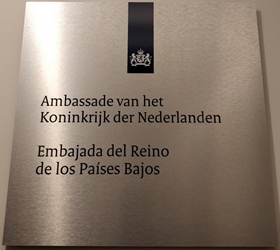 Ambassade van het
Koninkrijk der Nederlanden
Embajada del Reino
de los Países Bajos